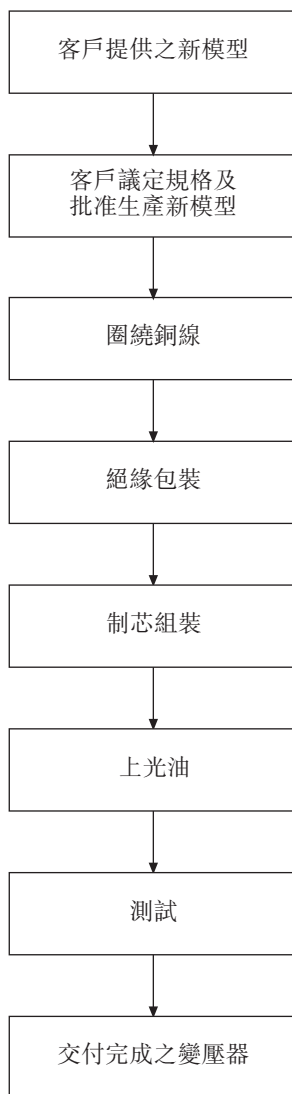 客戶提供之新模型
客戶議定規格及
批准生產新模型
圈繞銅線
絕緣包裝
制芯組裝
上光油
測試
交付完成之變壓器